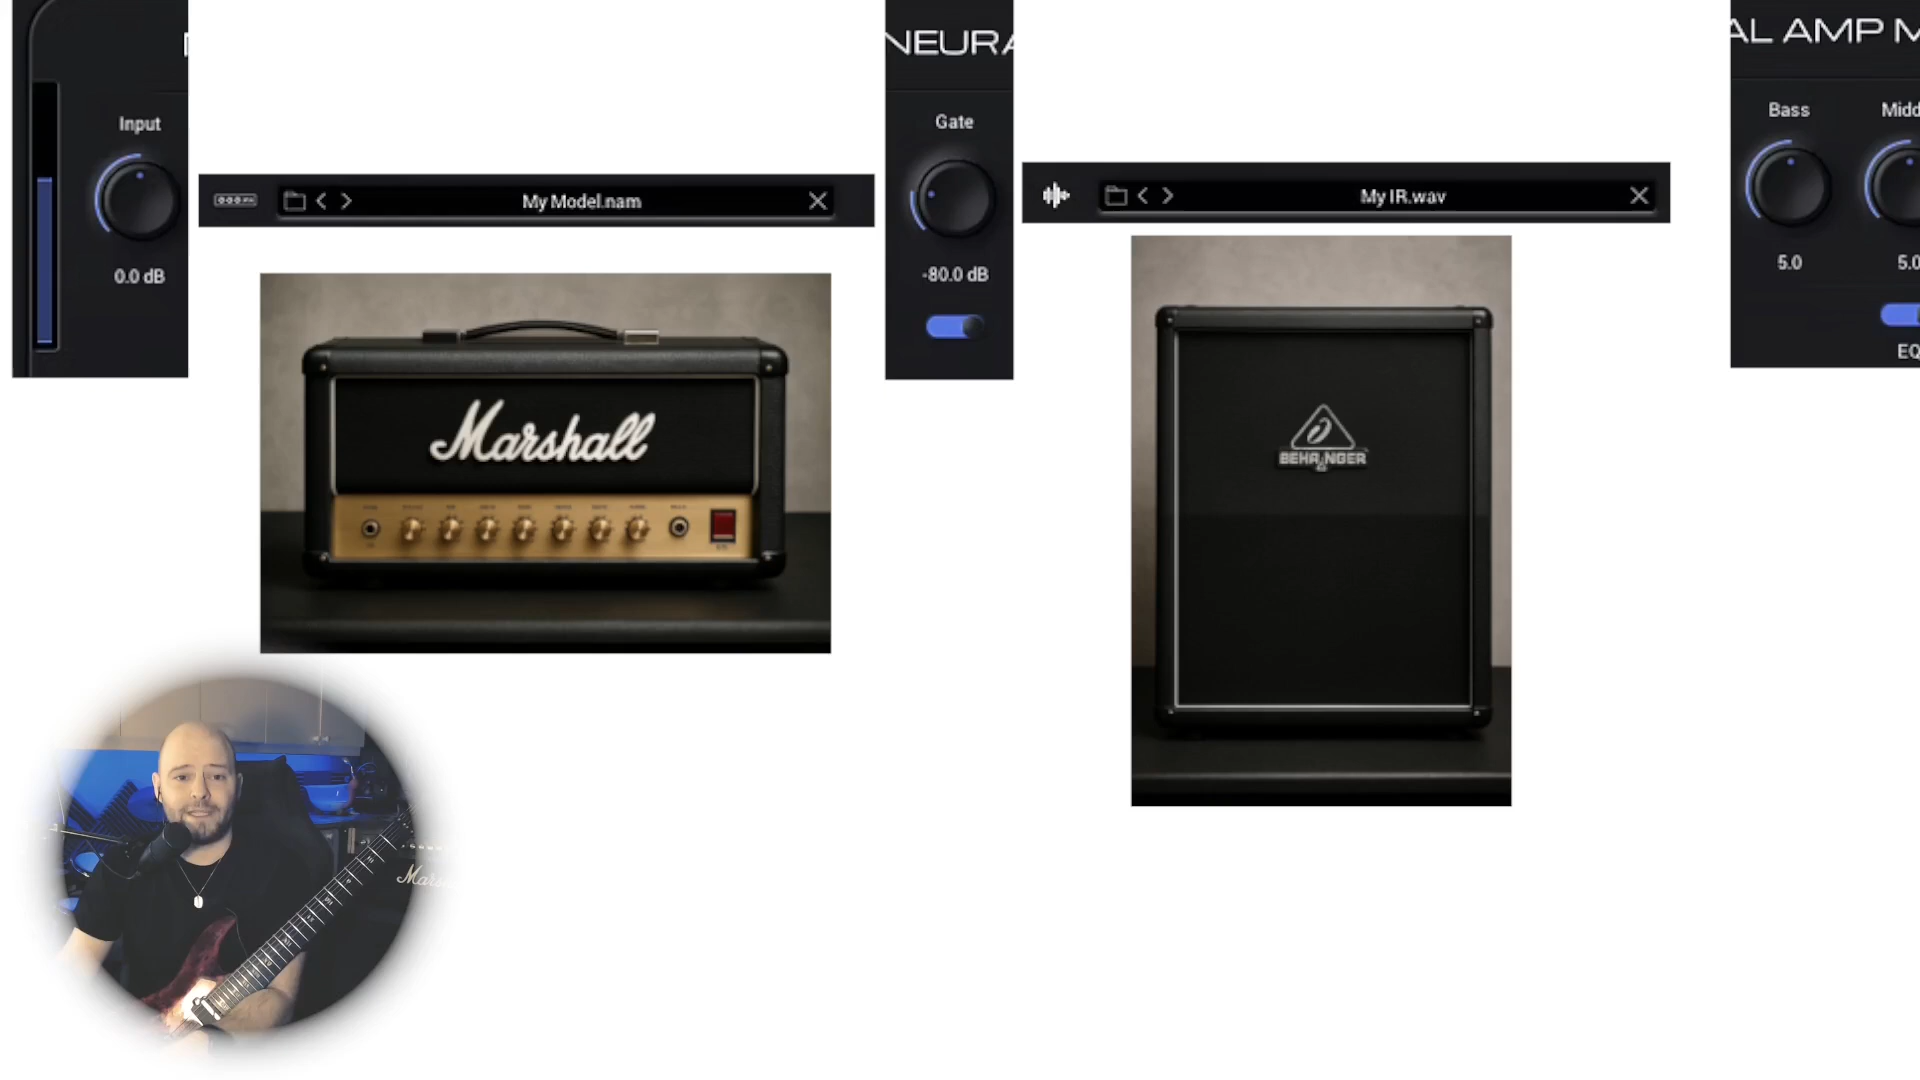 Input
0.0 dB
My Model.nam
Marshall
NEURA
Gate
-80.0 dB
My IR.wav
BEHRINGER
AL AMP M
Bass
Midd
5.0
5.0
EQ
Mars